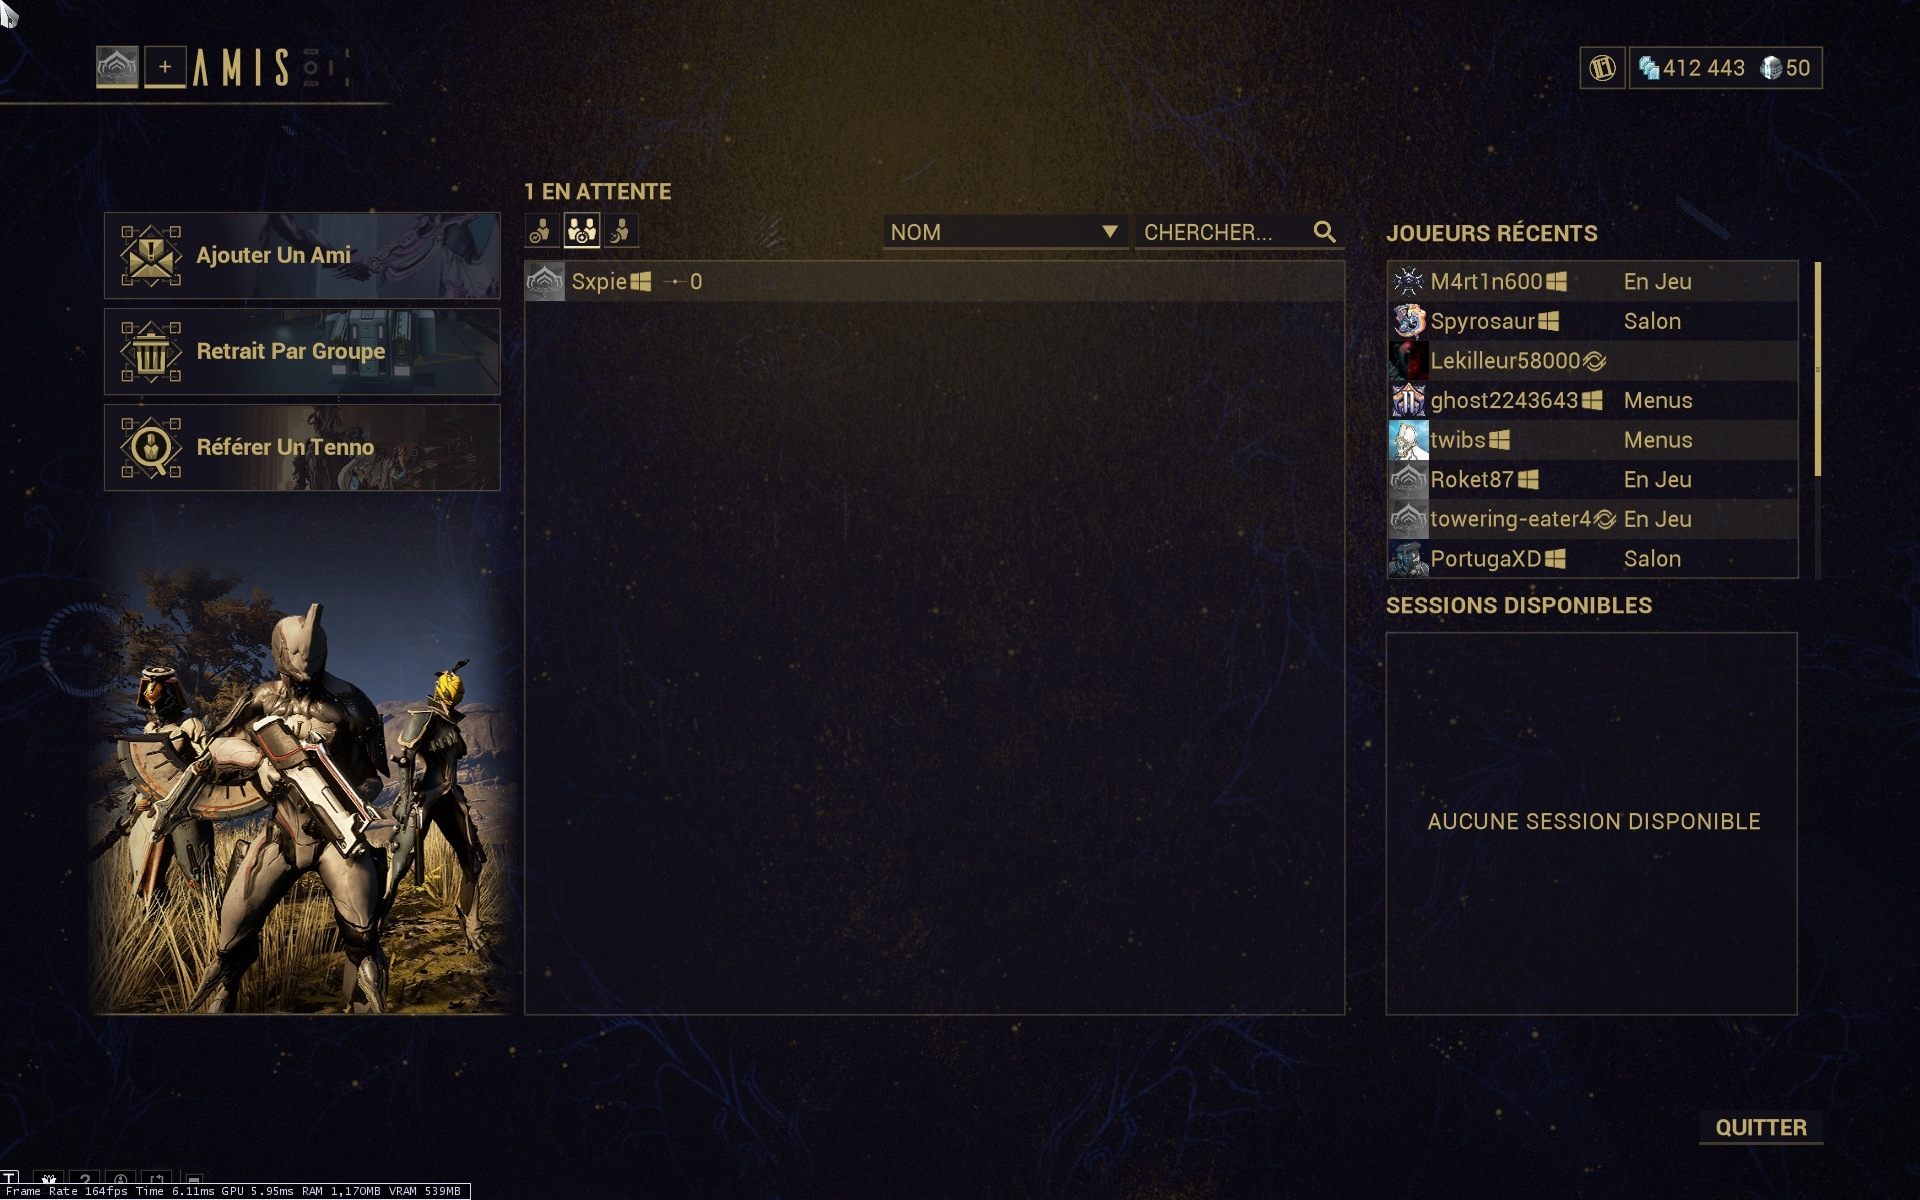 + AMIS
412 443 50
1 EN ATTENTE
Ajouter Un Ami
Retrait Par Groupe
Référer Un Tenno
NOM
CHERCHER...
Sxpie 0
JOUEURS RÉCENTS
M4rt1n600 En Jeu
Spyrosaur Salon
Lekilleur58000
ghost2243643 Menus
twibs Menus
Roket87 En Jeu
towering-eater4 En Jeu
PortugaXD Salon
SESSIONS DISPONIBLES
AUCUNE SESSION DISPONIBLE
QUITTER
T ?
Frame Rate 164fps Time 6.11ms GPU 5.95ms RAM 1,170MB VRAM 539MB